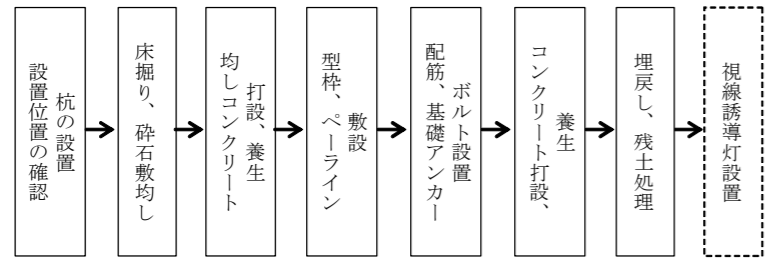 設置位置の確認
杭の設置
床掘り、砕石敷均し
均しコンクリート
打設、養生
型枠、ペーライン
敷設
配筋、基礎アンカー
ボルト設置
コンクリート打設、
養生
埋戻し、残土処理
視線誘導灯設置